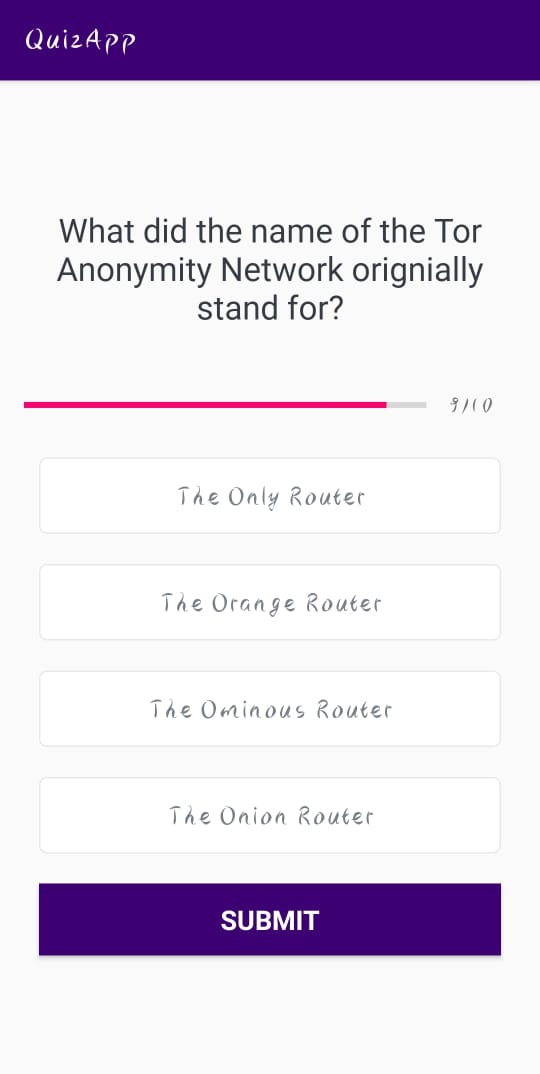 QuizApp
What did the name of the Tor
Anonymity Network orignially
stand for?
9/10
The Only Router
The Orange Router
The Ominous Router
The Onion Router
SUBMIT